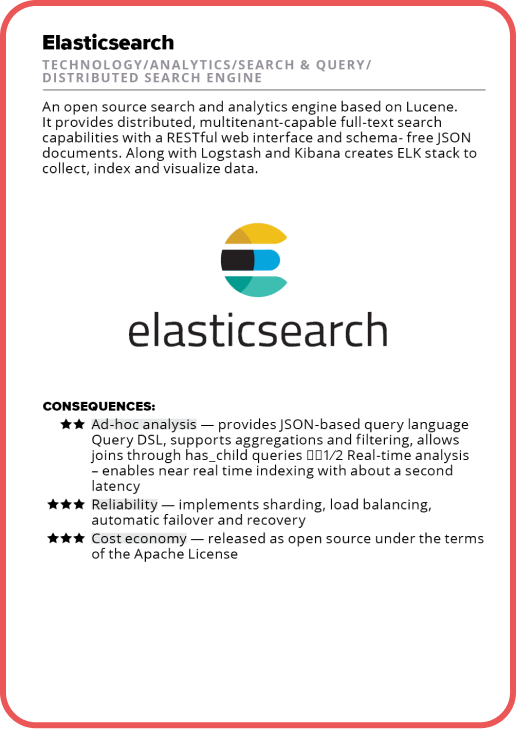 Elasticsearch
TECHNOLOGY/ANALYTICS/SEARCH & QUERY/
DISTRIBUTED SEARCH ENGINE
An open source search and analytics engine based on Lucene.
It provides distributed, multitenant-capable full-text search
capabilities with a RESTful web interface and schema- free JSON
documents. Along with Logstash and Kibana creates ELK stack to
collect, index and visualize data.
elasticsearch
CONSEQUENCES:
★★ Ad-hoc analysis — provides JSON-based query language
Query DSL, supports aggregations and filtering, allows
joins through has_child queries 􀀀􀀀1⁄2 Real-time analysis
– enables near real time indexing with about a second
latency
★★★ Reliability — implements sharding, load balancing,
automatic failover and recovery
★★★ Cost economy — released as open source under the terms
of the Apache License